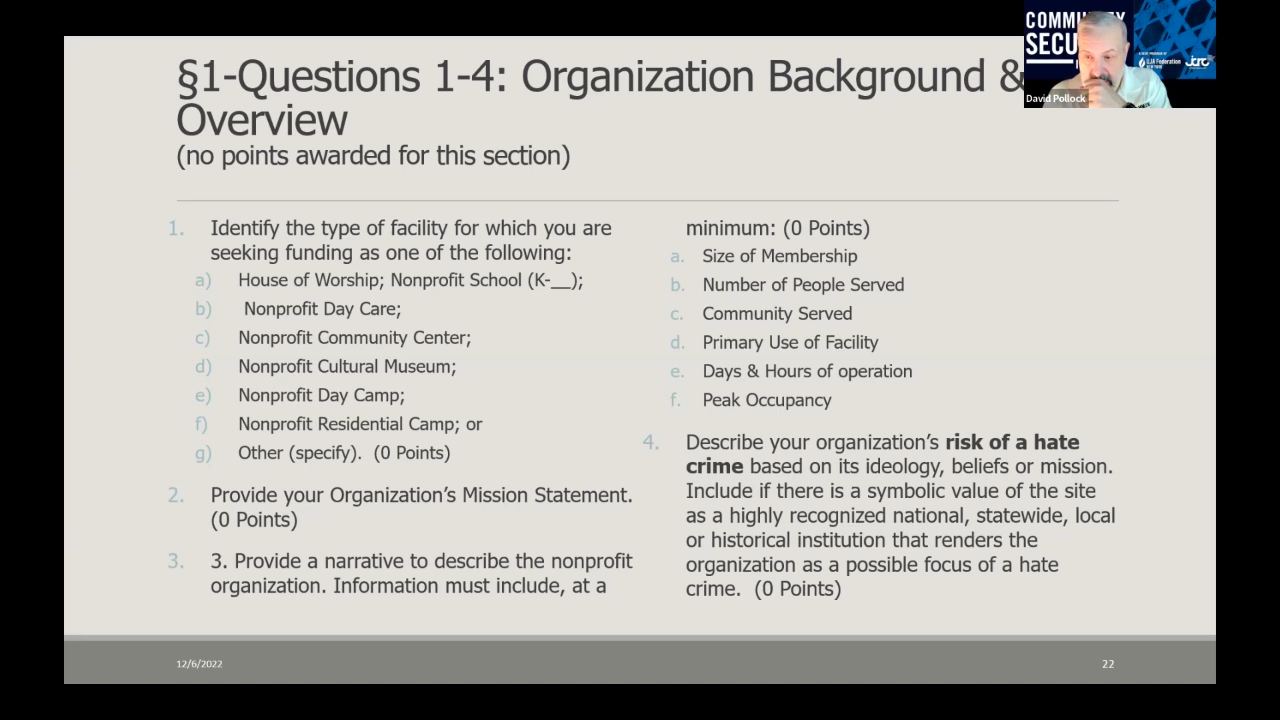 §1-Questions 1-4: Organization Background &
Overview
(no points awarded for this section)
1. Identify the type of facility for which you are
seeking funding as one of the following:
a) House of Worship; Nonprofit School (K-__);
b) Nonprofit Day Care;
c) Nonprofit Community Center;
d) Nonprofit Cultural Museum;
e) Nonprofit Day Camp;
f) Nonprofit Residential Camp; or
g) Other (specify). (0 Points)
2. Provide your Organization’s Mission Statement.
(0 Points)
3. 3. Provide a narrative to describe the nonprofit
organization. Information must include, at a
minimum: (0 Points)
a. Size of Membership
b. Number of People Served
c. Community Served
d. Primary Use of Facility
e. Days & Hours of operation
f. Peak Occupancy
4. Describe your organization’s risk of a hate
crime based on its ideology, beliefs or mission.
Include if there is a symbolic value of the site
as a highly recognized national, statewide, local
or historical institution that renders the
organization as a possible focus of a hate
crime. (0 Points)
12/6/2022
22
UJA Federation
jcrc
David Pollock